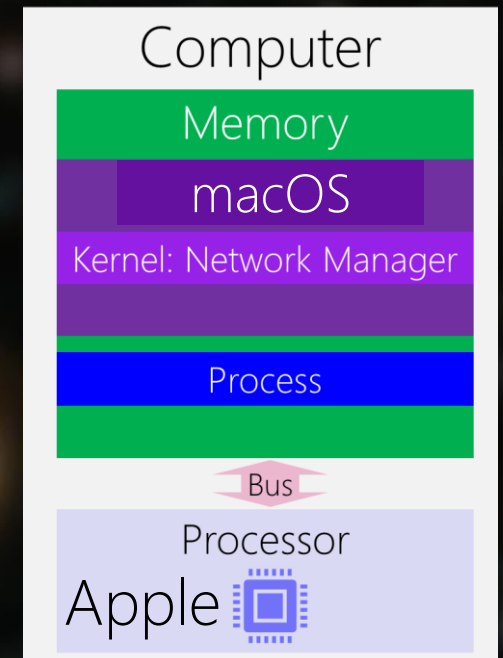 Computer
Memory
macOS
Kernel: Network Manager
Process
Bus
Processor
Apple